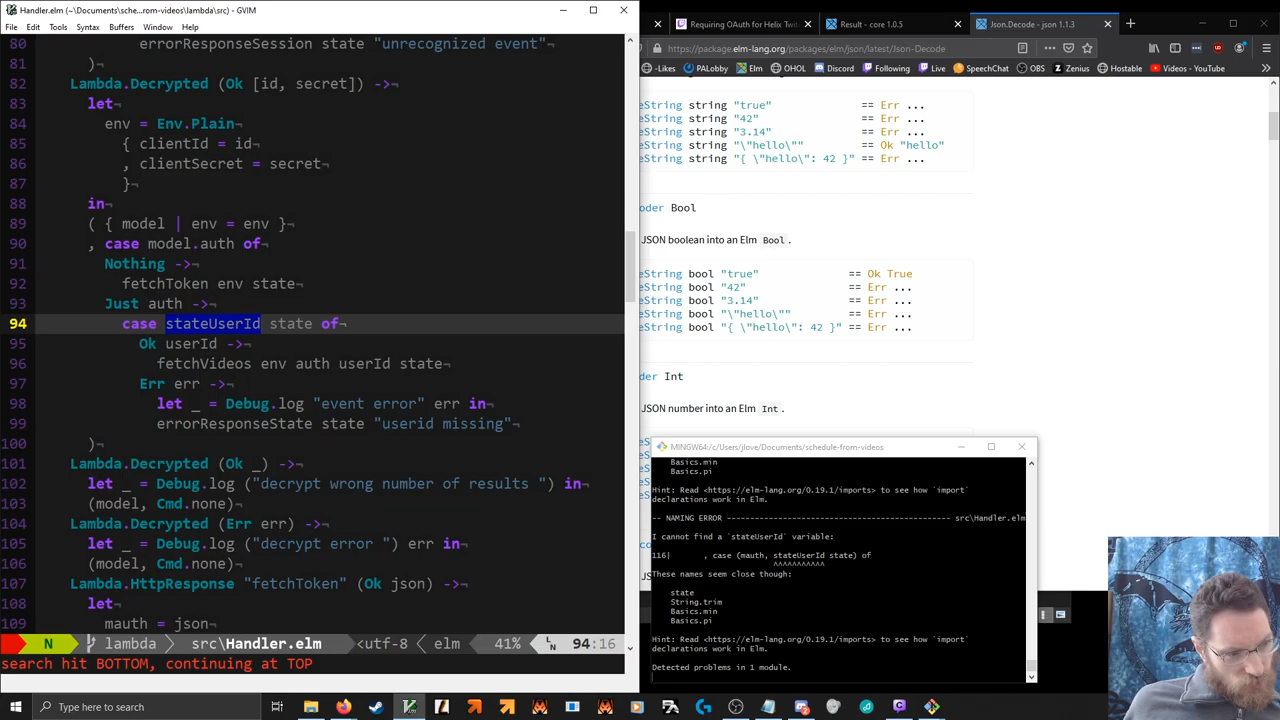 Handler.elm (~\Docume...sche...rom-videos\lambda\src) - GVIM
File Edit Tools Syntax Buffers Window Help
80 errorResponseSession state "unrecognized event"¬
81 )¬
82 Lambda.Decrypted (Ok [id, secret]) ->¬
83 let¬
84 env = Env.Plain¬
85 { clientId = id¬
86 , clientSecret = secret¬
87 }¬
88 in¬
89 ( { model | env = env }¬
90 , case model.auth of¬
91 Nothing ->¬
92 fetchToken env state¬
93 Just auth ->¬
94 case stateUserId state of¬
95 Ok userId ->¬
96 fetchVideos env auth userId state¬
97 Err err ->¬
98 let _ = Debug.log "event error" err in¬
99 errorResponseState state "userid missing"¬
100 )¬
101 Lambda.Decrypted (Ok _) ->¬
102 let _ = Debug.log ("decrypt wrong number of results ") in¬
103 (model, Cmd.none)¬
104 Lambda.Decrypted (Err err) ->¬
105 let _ = Debug.log ("decrypt error ") err in¬
106 (model, Cmd.none)¬
107 Lambda.HttpResponse "fetchToken" (Ok json) ->¬
108 let¬
109 mauth = json¬
N lambda src\Handler.elm <utf-8 < elm 41% 94:16
search hit BOTTOM, continuing at TOP
Requiring OAuth for Helix Tw
Result - core 1.0.5
Json.Decode - json 1.1.3
https://package.elm-lang.org/packages/elm/json/latest/Json-Decode
-Likes PALobby Elm OHOL Discord Following Live SpeechChat OBS Zenius Hostable Videos - YouTube
eString string "true" == Err ...
eString string "42" == Err ...
eString string "3.14" == Err ...
eString string "\"hello\"" == Ok "hello"
eString string "{ \"hello\": 42 }" == Err ...
oder Bool
JSON boolean into an Elm Bool.
eString bool "true" == Ok True
eString bool "42" == Err ...
eString bool "3.14" == Err ...
eString bool "\"hello\"" == Err ...
eString bool "{ \"hello\": 42 }" == Err ...
der Int
JSON number into an Elm Int.
MINGW64:/c/Users/jlove/Documents/schedule-from-videos
Basics.min
Basics.pi
Hint: Read <https://elm-lang.org/0.19.1/imports> to see how `import`
declarations work in Elm.
-- NAMING ERROR ------------------------------------------------ src\Handler.elm
I cannot find a `stateUserId` variable:
116| , case (mauth, stateUserId state) of
^^^^^^^^^^^
These names seem close though:
state
String.trim
Basics.min
Basics.pi
Hint: Read <https://elm-lang.org/0.19.1/imports> to see how `import`
declarations work in Elm.
Detected problems in 1 module.
Type here to search